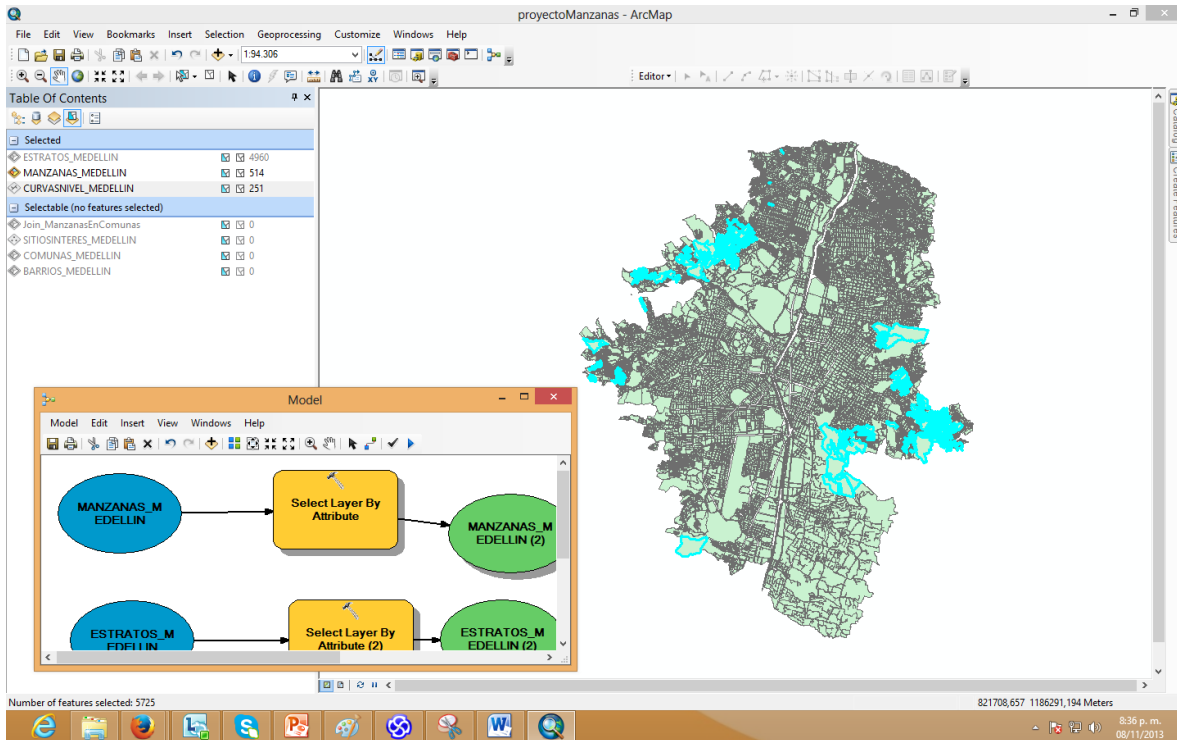 proyectoManzanas - ArcMap
File Edit View Bookmarks Insert Selection Geoprocessing Customize Windows Help
1:94.306
Editor
Table Of Contents
Selected
ESTRATOS_MEDELLIN 4960
MANZANAS_MEDELLIN 514
CURVASNIVEL_MEDELLIN 251
Selectable (no features selected)
Join_ManzanasEnComunas 0
SITIOSINTERES_MEDELLIN 0
COMUNAS_MEDELLIN 0
BARRIOS_MEDELLIN 0
Catalog
Create Features
Model
Model Edit Insert View Windows Help
MANZANAS_M
EDELLIN
Select Layer By
Attribute
MANZANAS_M
EDELLIN (2)
ESTRATOS_M
EDELLIN
Select Layer By
Attribute (2)
ESTRATOS_M
EDELLIN (2)
Number of features selected: 5725
821708,657 1186291,194 Meters
8:36 p. m.
08/11/2013